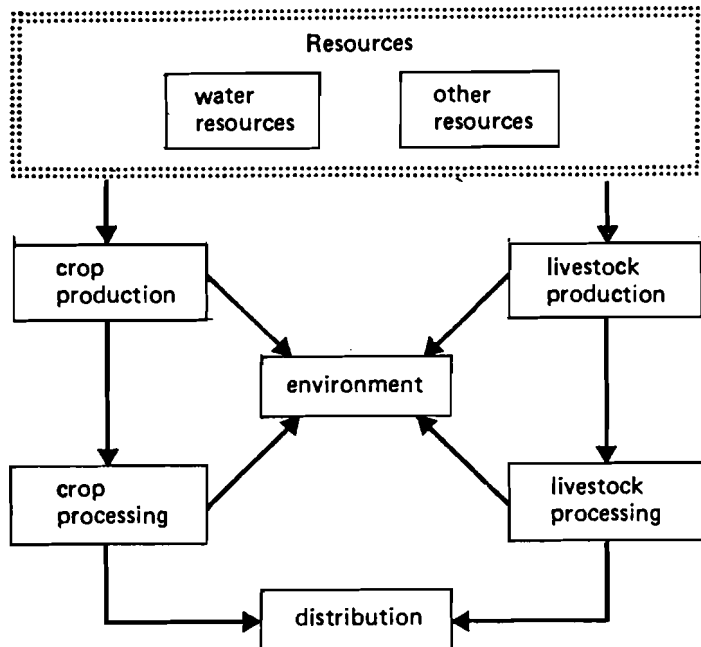 Resources
water
resources
other
resources
crop
production
livestock
production
environment
crop
processing
livestock
processing
distribution